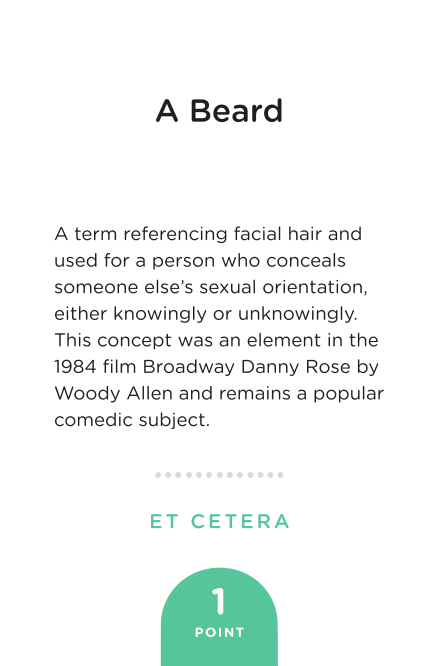 A Beard
A term referencing facial hair and
used for a person who conceals
someone else’s sexual orientation,
either knowingly or unknowingly.
This concept was an element in the
1984 film Broadway Danny Rose by
Woody Allen and remains a popular
comedic subject.
ET CETERA
1
POINT